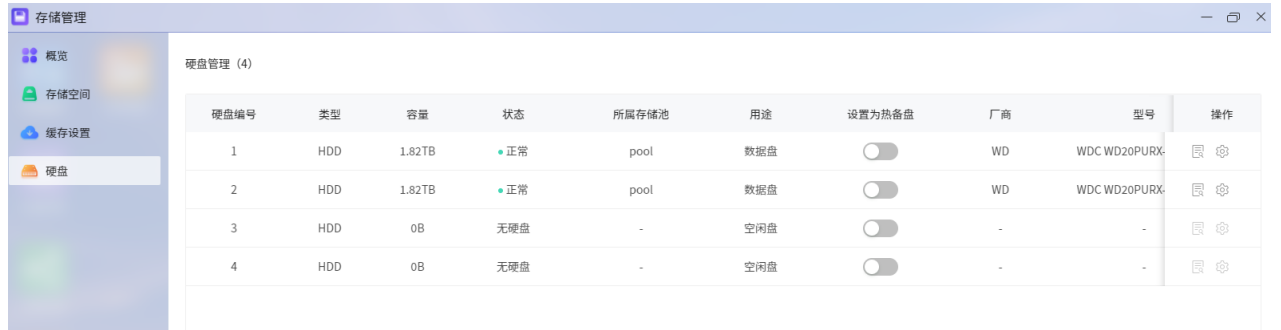 存储管理
概览
存储空间
缓存设置
硬盘
硬盘管理（4）
硬盘编号 类型 容量 状态 所属存储池 用途 设置为热备盘 厂商 型号 操作
1 HDD 1.82TB 正常 pool 数据盘 WD WDC WD20PURX-
2 HDD 1.82TB 正常 pool 数据盘 WD WDC WD20PURX-
3 HDD 0B 无硬盘 - 空闲盘 - -
4 HDD 0B 无硬盘 - 空闲盘 - -